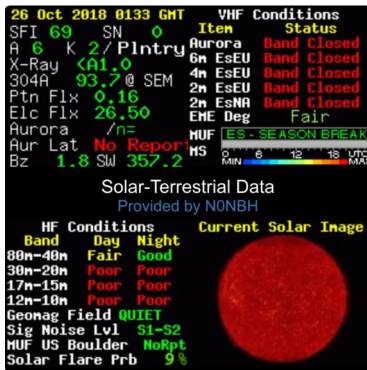 26 Oct 2018 0133 GMT
SFI 69 SN 0
A 6 K 2/Plntry
X-Ray <A1.0
304A 93.7@ SEM
Ptn Flx 0.16
Elc Flx 26.50
Aurora /n=
Aur Lat No Report
Bz 1.8 SW 357.2
VHF Conditions
Item Status
Aurora Band Closed
6m EsEU Band Closed
4m EsEU Band Closed
2m EsEU Band Closed
2m EsNA Band Closed
EME Deg Fair
MUF ES-SEASON BREAK
MS 0 6 12 18 UTC
MIN MAX
Solar-Terrestrial Data
Provided by N0NBH
HF Conditions
Band Day Night
80m-40m Fair Good
30m-20m Poor Poor
17m-15m Poor Poor
12m-10m Poor Poor
Geomag Field QUIET
Sig Noise Lvl S1-S2
MUF US Boulder NoRpt
Solar Flare Prb 9%
Current Solar Image